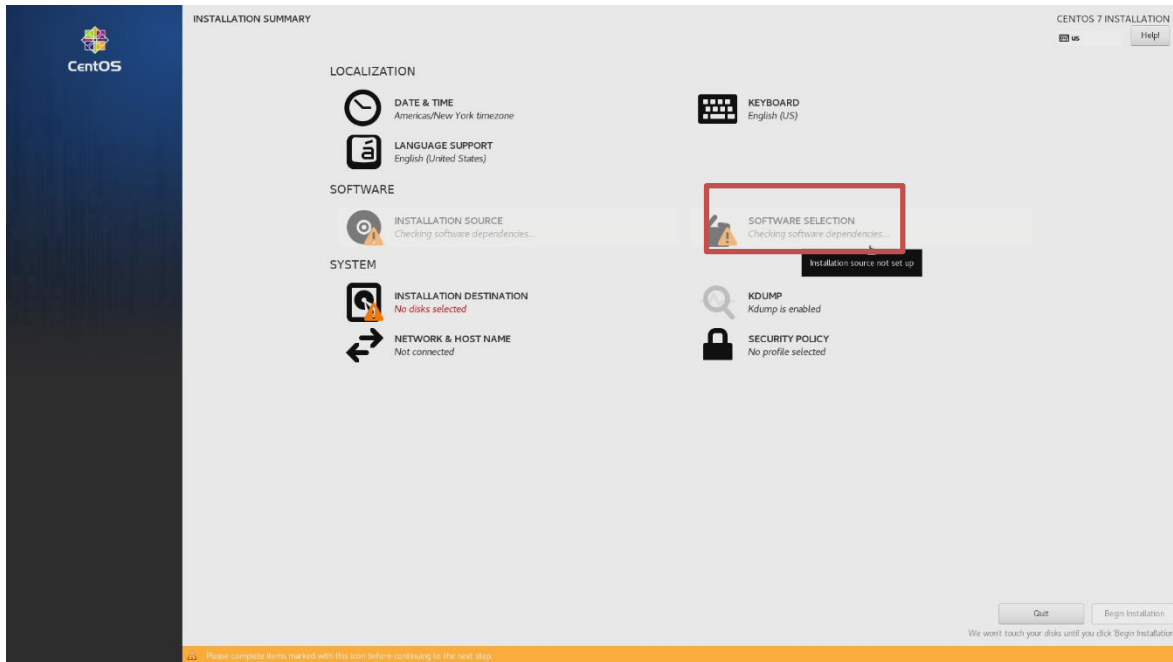 INSTALLATION SUMMARY
CENTOS 7 INSTALLATION
us
Help!
CentOS
LOCALIZATION
DATE & TIME
Americas/New York timezone
KEYBOARD
English (US)
LANGUAGE SUPPORT
English (United States)
SOFTWARE
INSTALLATION SOURCE
Checking software dependencies...
SOFTWARE SELECTION
Checking software dependencies...
Installation source not set up
SYSTEM
INSTALLATION DESTINATION
No disks selected
KDUMP
Kdump is enabled
NETWORK & HOST NAME
Not connected
SECURITY POLICY
No profile selected
Quit
Begin Installation
We won't touch your disks until you click 'Begin Installation
Please complete items marked with this icon before continuing to the next step.